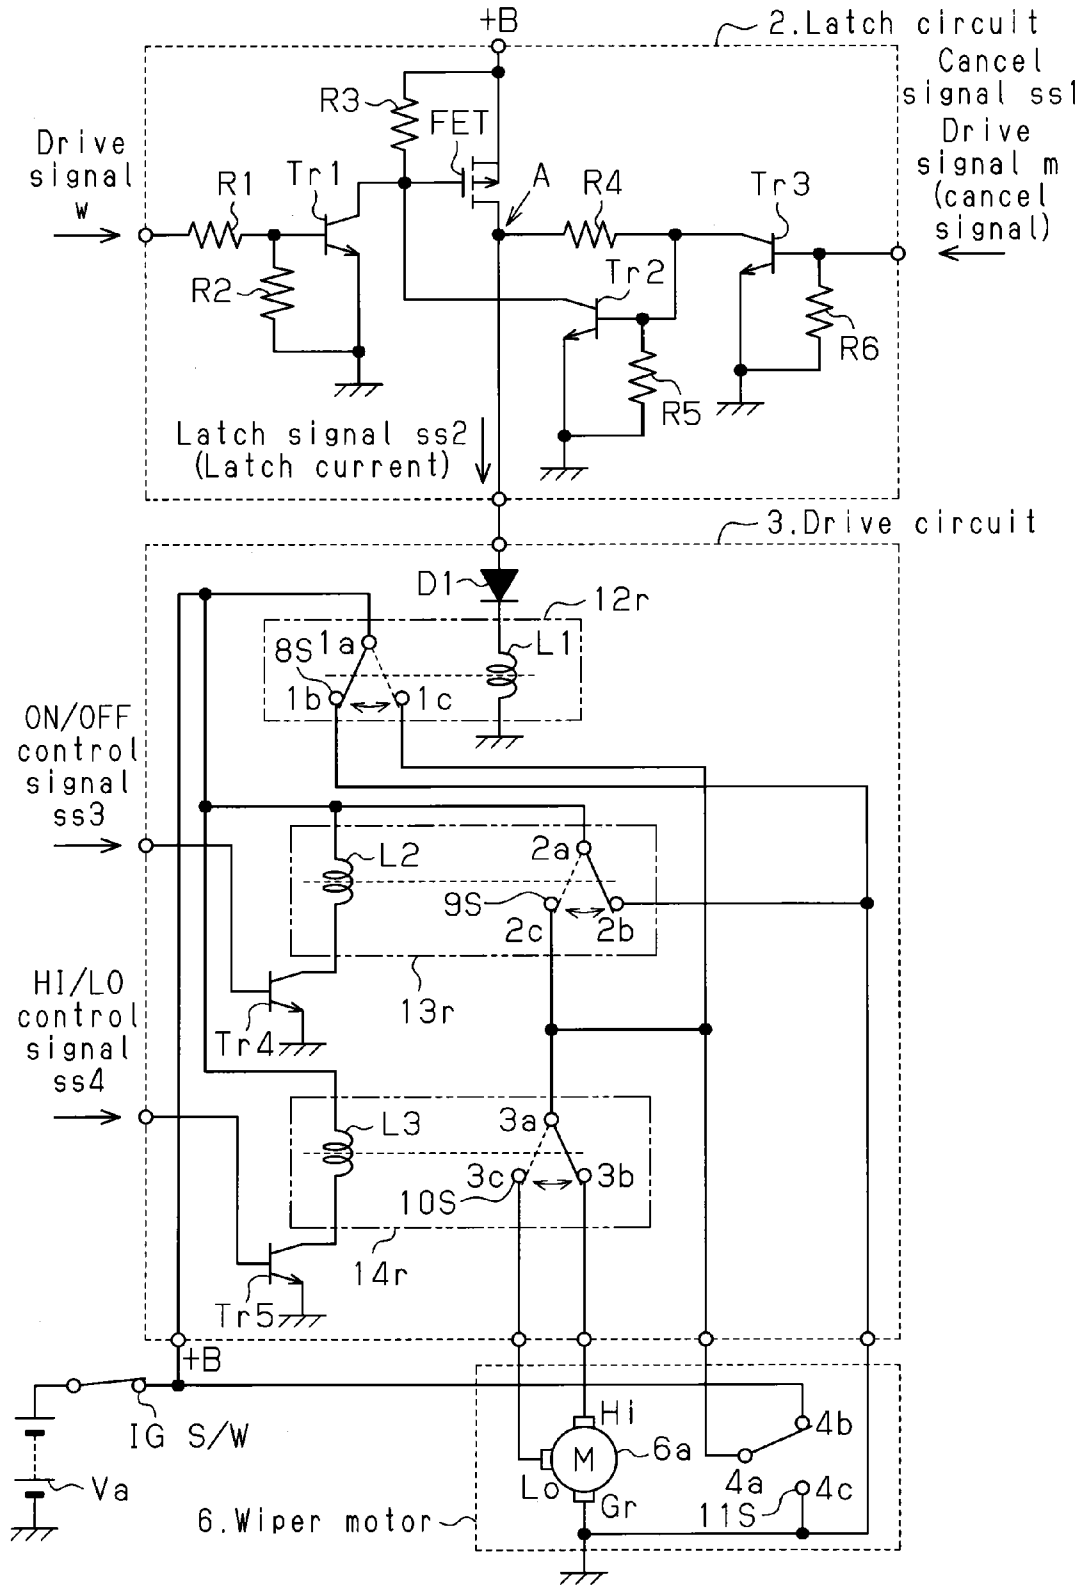 +B
2.Latch circuit
Cancel
signal ss1
Drive
signal m
(cancel
signal)
Drive
signal
w
R1
R2
Tr1
R3
FET
A
R4
Tr3
Tr2
R5
R6
Latch signal ss2
(Latch current)
3.Drive circuit
D1
12r
8S
1a
L1
1b
1c
ON/OFF
control
signal
ss3
L2
2a
9S
2c
2b
13r
Tr4
HI/LO
control
signal
ss4
L3
3a
3c
3b
10S
14r
Tr5
+B
IG S/W
Va
Hi
M
6a
Lo
Gr
4b
4a
4c
11S
6.Wiper motor